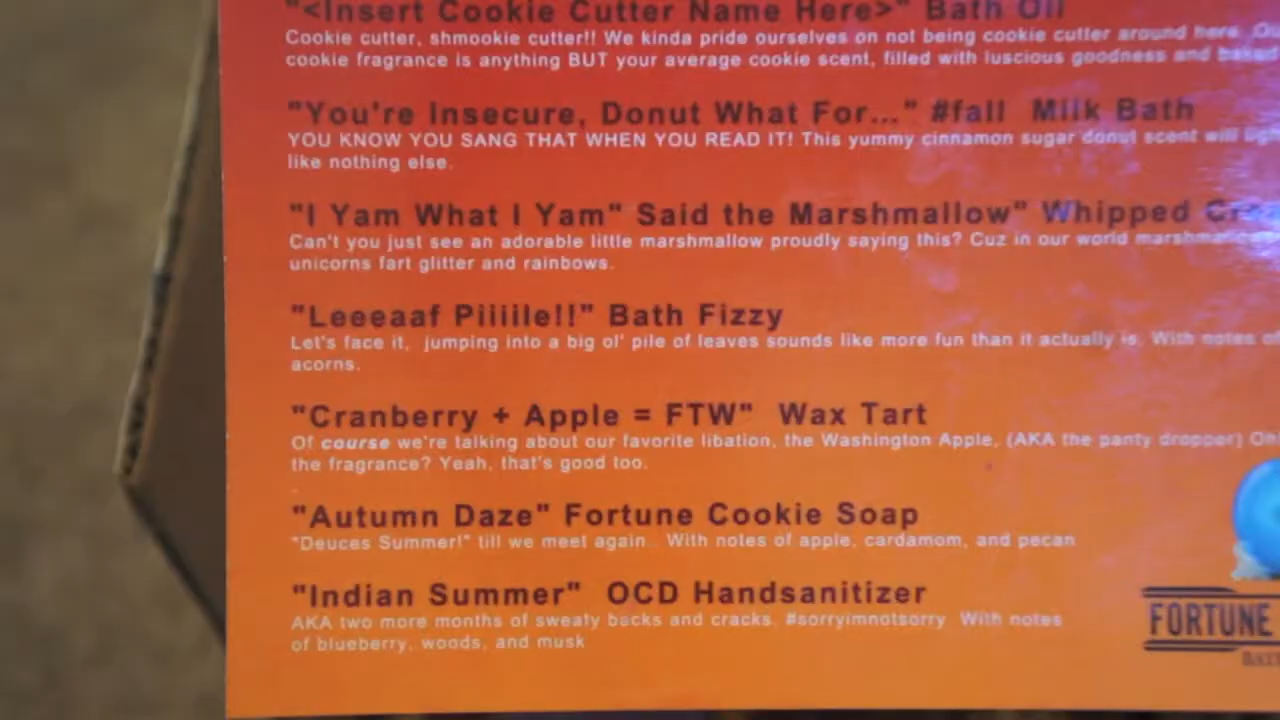 "<Insert Cookie Cutter Name Here>" Bath Oil
Cookie cutter, shmookie cutter!! We kinda pride ourselves on not being cookie cutter around here. Ou
cookie fragrance is anything BUT your average cookie scent, filled with luscious goodness and baked
"You're Insecure, Donut What For..." #fall Milk Bath
YOU KNOW YOU SANG THAT WHEN YOU READ IT! This yummy cinnamon sugar donut scent will
like nothing else.
"I Yam What I Yam" Said the Marshmallow" Whipped
Can't you just see an adorable little marshmallow proudly saying this? Cuz in our world
unicorns fart glitter and rainbows.
"Leeeaaf Piiiile!!" Bath Fizzy
Let's face it, jumping into a big ol' pile of leaves sounds like more fun than it actually is. With notes of
acorns.
"Cranberry + Apple = FTW" Wax Tart
Of course we're talking about our favorite libation, the Washington Apple, (AKA the panty dropper) Oh
the fragrance? Yeah, that's good too.
"Autumn Daze" Fortune Cookie Soap
"Deuces Summer!" till we meet again. With notes of apple, cardamom, and pecan
"Indian Summer" OCD Handsanitizer
AKA two more months of sweaty backs and cracks. #sorryimnotsorry With notes
of blueberry, woods, and musk
FORTUNE